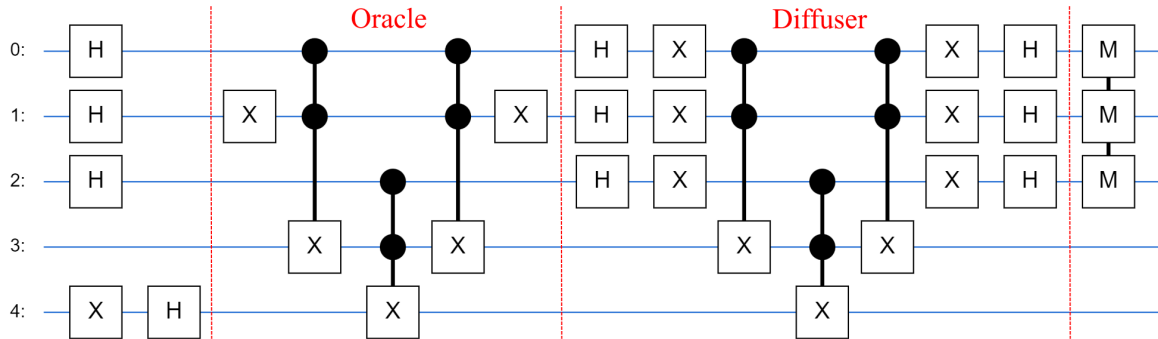 Oracle Diffuser
0: H H X X H M
1: H X X H X X H M
2: H H X X H M
3: X X X X
4: X H X X